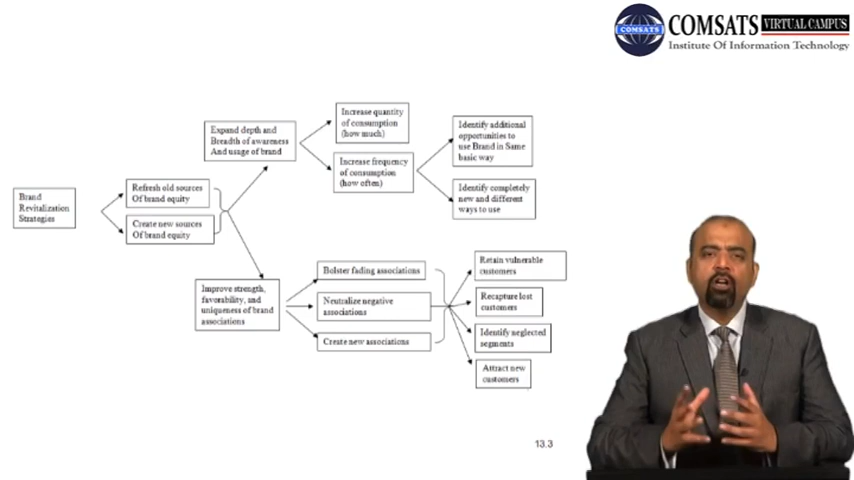 COMSATS
COMSATS VIRTUAL CAMPUS
Institute Of Information Technology
Brand
Revitalization
Strategies
Refresh old sources
Of brand equity
Create new sources
Of brand equity
Expand depth and
Breadth of awareness
And usage of brand
Increase quantity
of consumption
(how much)
Increase frequency
of consumption
(how often)
Identify additional
opportunities to
use Brand in Same
basic way
Identify completely
new and different
ways to use
Improve strength,
favorability, and
uniqueness of brand
associations
Bolster fading associations
Neutralize negative
associations
Create new associations
Retain vulnerable
customers
Recapture lost
customers
Identify neglected
segments
Attract new
customers
13.3